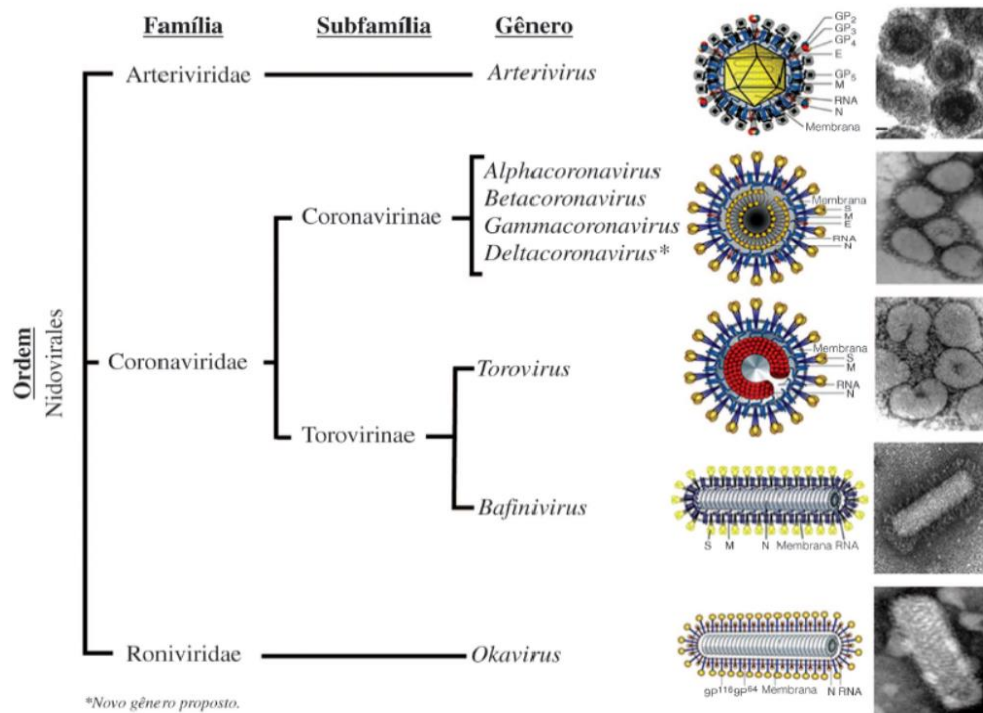 Família
Subfamília
Gênero
Ordem
Nidovirales
Arteriviridae
Arterivirus
GP2
GP3
GP4
E
GP5
M
RNA
N
Membrana
Coronaviridae
Coronavirinae
Alphacoronavirus
Betacoronavirus
Gammacoronavirus
Deltacoronavirus*
Membrana
S
M
E
RNA
N
Torovirinae
Torovirus
Membrana
S
M
RNA
N
Bafinivirus
S M N Membrana RNA
Roniviridae
Okavirus
gP116 gP64 Membrana N RNA
*Novo gênero proposto.